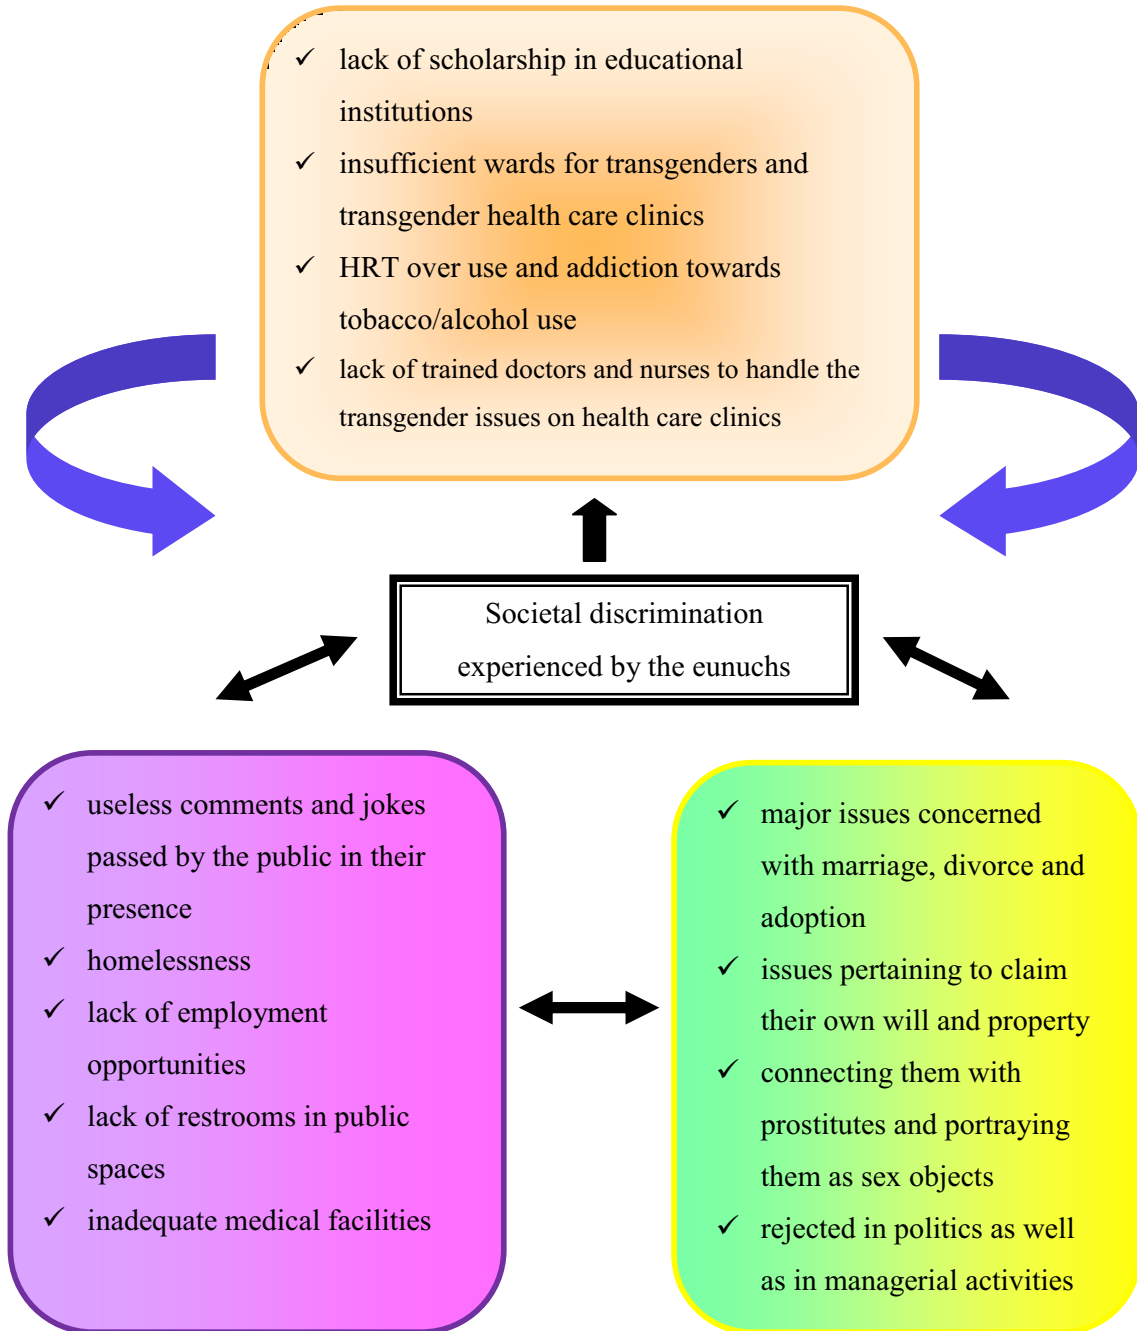 ✓ lack of scholarship in educational
institutions
✓ insufficient wards for transgenders and
transgender health care clinics
✓ HRT over use and addiction towards
tobacco/alcohol use
✓ lack of trained doctors and nurses to handle the
transgender issues on health care clinics
Societal discrimination
experienced by the eunuchs
✓ useless comments and jokes
passed by the public in their
presence
✓ homelessness
✓ lack of employment
opportunities
✓ lack of restrooms in public
spaces
✓ inadequate medical facilities
✓ major issues concerned
with marriage, divorce and
adoption
✓ issues pertaining to claim
their own will and property
✓ connecting them with
prostitutes and portraying
them as sex objects
✓ rejected in politics as well
as in managerial activities